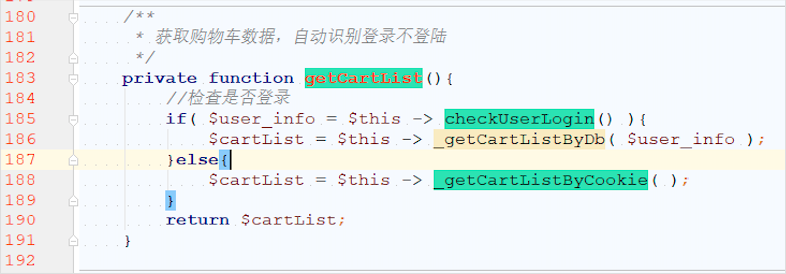 180 /**
181 * 获取购物车数据，自动识别登录不登陆
182 */
183 private function getCartList(){
184 //检查是否登录
185 if( $user_info = $this -> checkUserLogin() ){
186 $cartList = $this -> _getCartListByDb( $user_info );
187 }else{
188 $cartList = $this -> _getCartListByCookie( );
189 }
190 return $cartList;
191 }
192